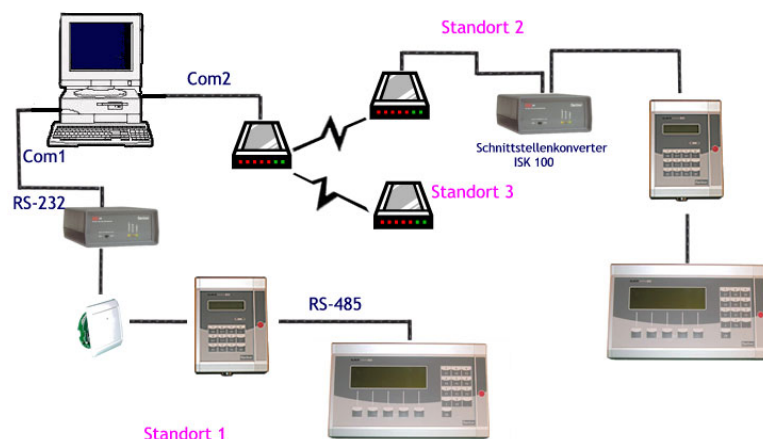 Standort 2
Com2
Com1
Schnittstellenkonverter
ISK 100
Standort 3
RS-232
RS-485
Standort 1